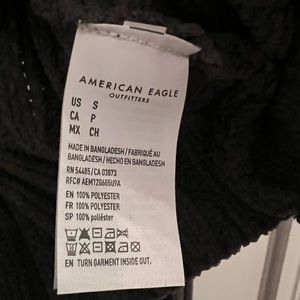 AMERICAN EAGLE
OUTFITTERS
US S
CA P
MX CH
MADE IN
BANGLADESH / FABRIQUÉ AU
BANGLADESH / HECHO EN BANGLADESH
RN 54485 / CA 03873
RFC# AEM120605U9A
EN 100% POLYESTER
FR 100% POLYESTER
SP 100% poliéster
EN TURN GARMENT INSIDE OUT.